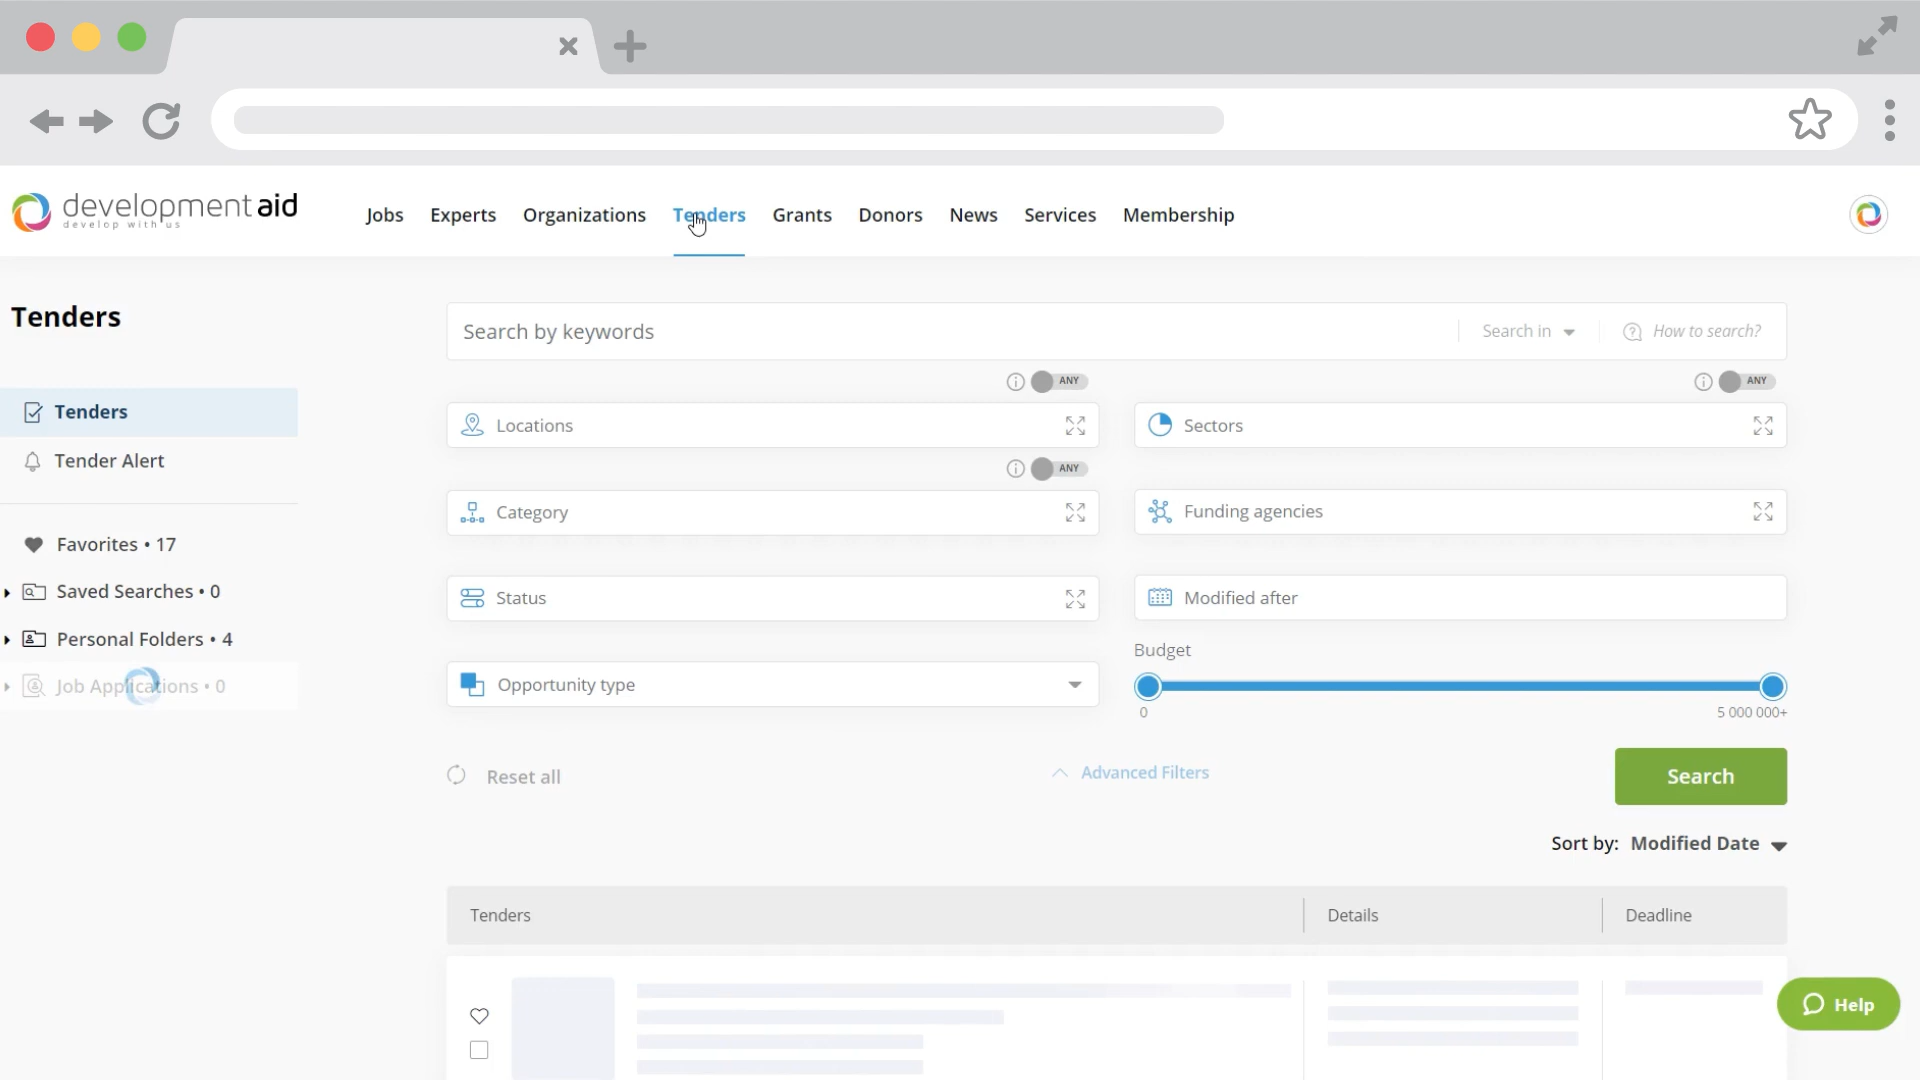 developmentaid
develop with us
Jobs Experts Organizations Tenders Grants Donors News Services Membership
Tenders
Search by keywords Search in How to search?
ANY ANY
Tenders
Locations Sectors
Tender Alert
ANY
Category Funding agencies
Favorites • 17
Saved Searches • 0
Status Modified after
Personal Folders • 4
Budget
Job Applications • 0
Opportunity type
0 5 000 000+
Reset all Advanced Filters Search
Sort by: Modified Date
Tenders Details Deadline
Help